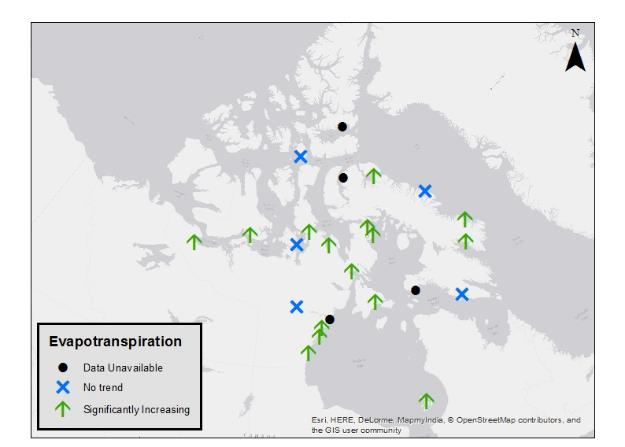 N
Evapotranspiration
Data Unavailable
No trend
Significantly Increasing
Esri, HERE, DeLorme, MapmyIndia, © OpenStreetMap contributors, and
the GIS user community